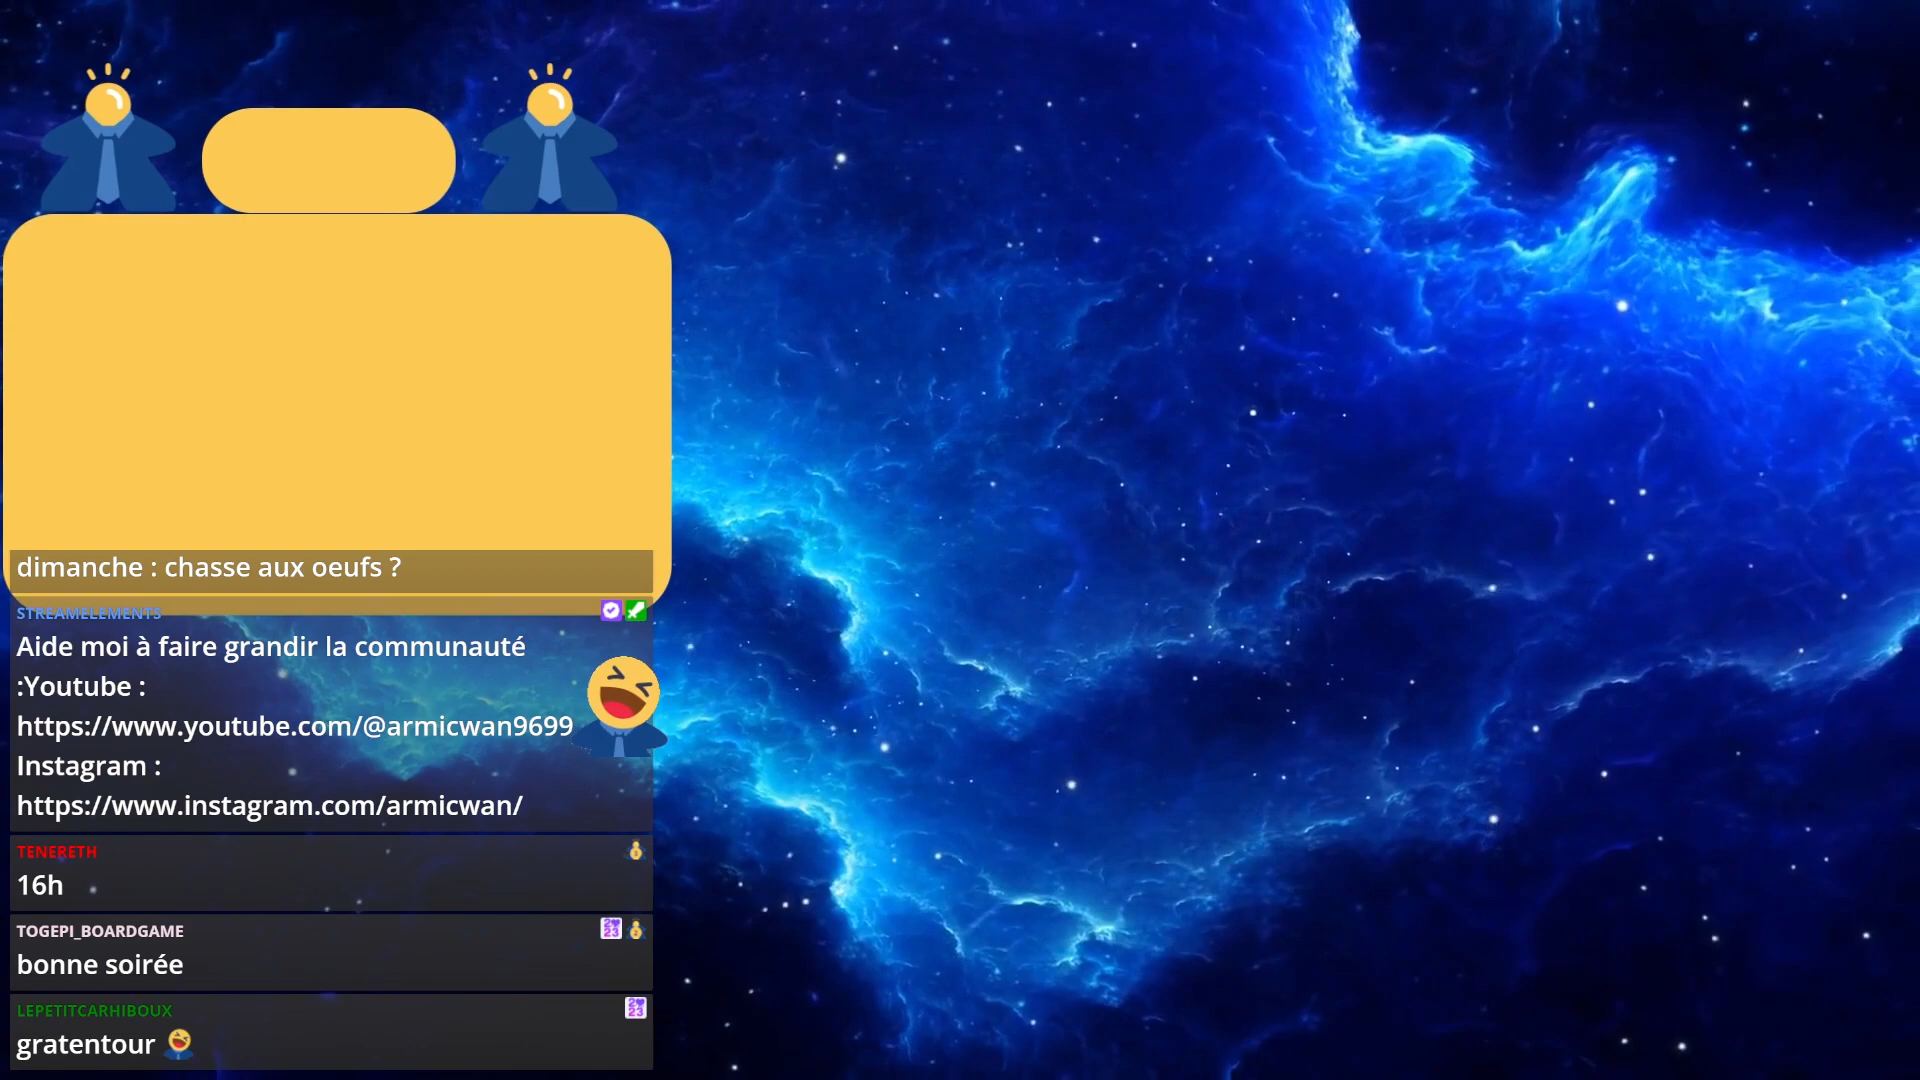 dimanche : chasse aux oeufs ?
STREAMELEMENTS
Aide moi à faire grandir la communauté
:Youtube :
https://www.youtube.com/@armicwan9699
Instagram :
https://www.instagram.com/armicwan/
TENERETH
16h
TOGEPI_BOARDGAME
bonne soirée
LEPETITCARHIBOUX
gratentour